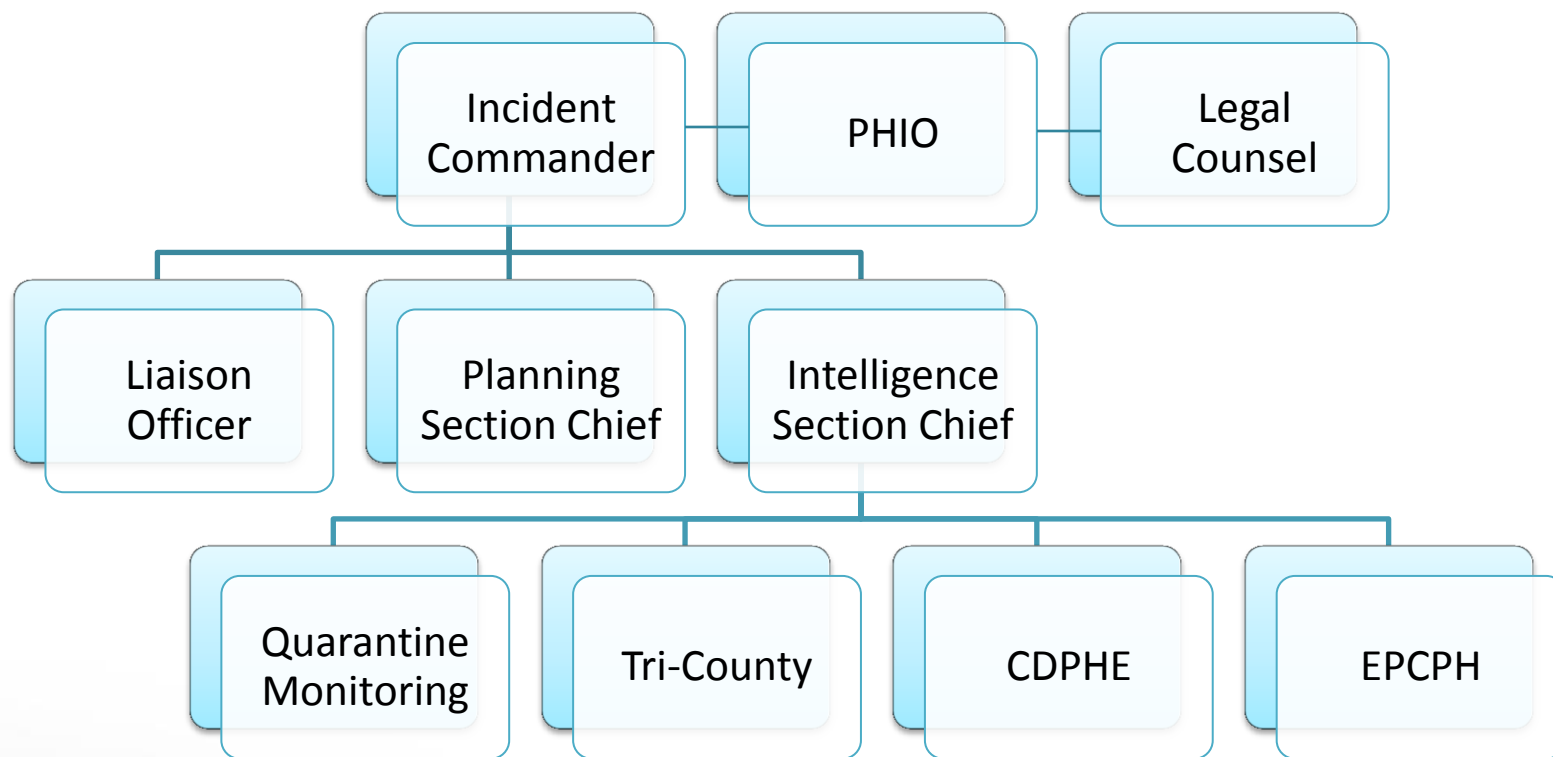 Incident
Commander
PHIO
Legal
Counsel
Liaison
Officer
Planning
Section Chief
Intelligence
Section Chief
Quarantine
Monitoring
Tri-County
CDPHE
EPCPH